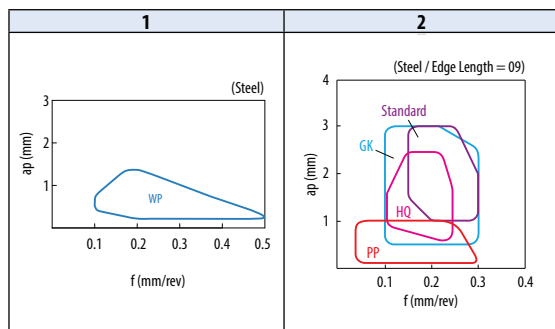 1
2
(Steel)
3
2
1
ap (mm)
WP
0.1 0.2 0.3 0.4 0.5
f (mm/rev)
(Steel / Edge Length = 09)
4
3
2
1
0
ap (mm)
Standard
GK
HQ
PP
0.2 0.3 0.4
f (mm/rev)